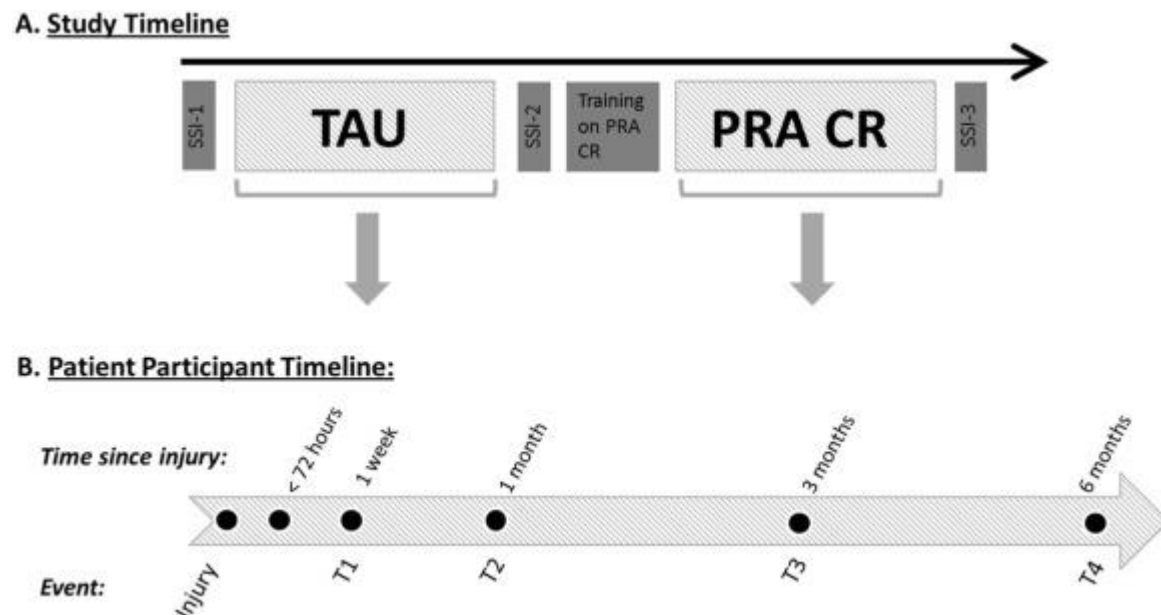 A. Study Timeline
SSI-1
TAU
SSI-2
Training
on PRA
CR
PRA CR
SSI-3
B. Patient Participant Timeline:
Time since injury:
< 72 hours
1 week
1 month
3 months
6 months
Event:
Injury
T1
T2
T3
T4